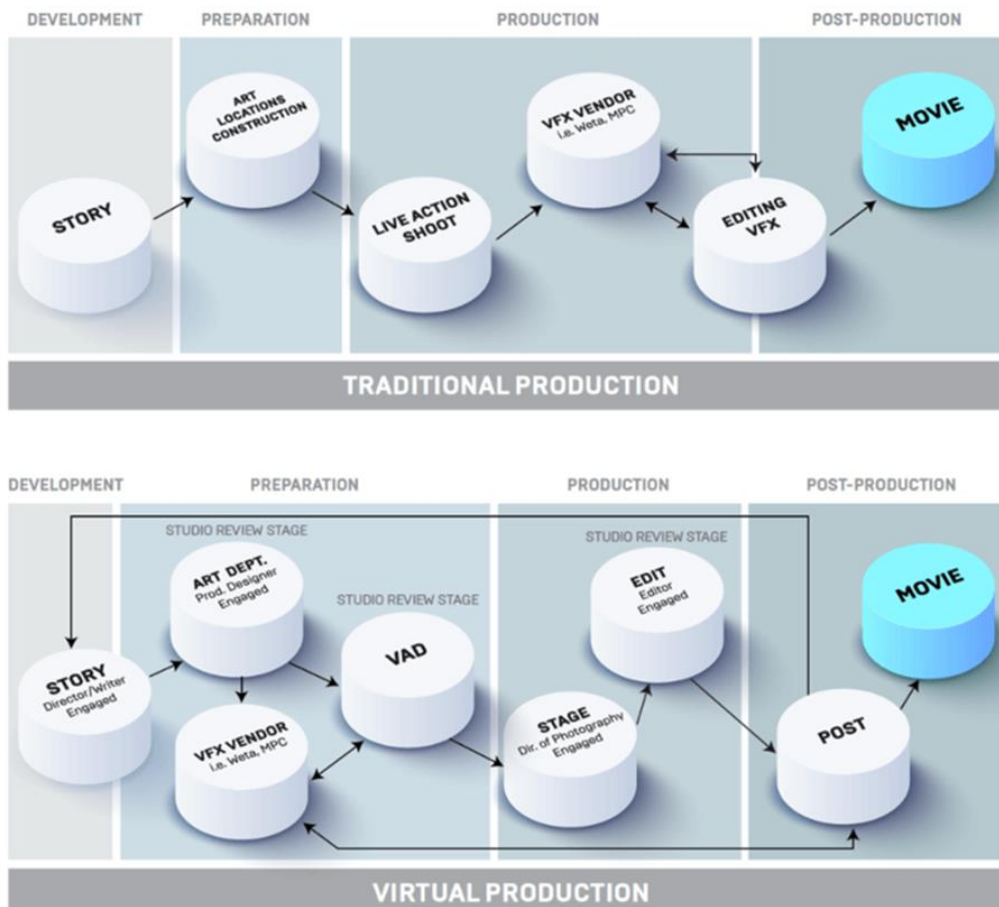 DEVELOPMENT
PREPARATION
PRODUCTION
POST-PRODUCTION
STORY
ART
LOCATIONS
CONSTRUCTION
LIVE ACTION
SHOOT
VFX VENDOR
i.e. Weta, MPC
EDITING
VFX
MOVIE
TRADITIONAL PRODUCTION
DEVELOPMENT
PREPARATION
PRODUCTION
POST-PRODUCTION
STORY
Director/Writer
Engaged
STUDIO REVIEW STAGE
ART DEPT.
Prod. Designer
Engaged
VFX VENDOR
i.e. Weta, MPC
STUDIO REVIEW STAGE
VAD
STAGE
Dir. of Photography
Engaged
STUDIO REVIEW STAGE
EDIT
Editor
Engaged
POST
MOVIE
VIRTUAL PRODUCTION